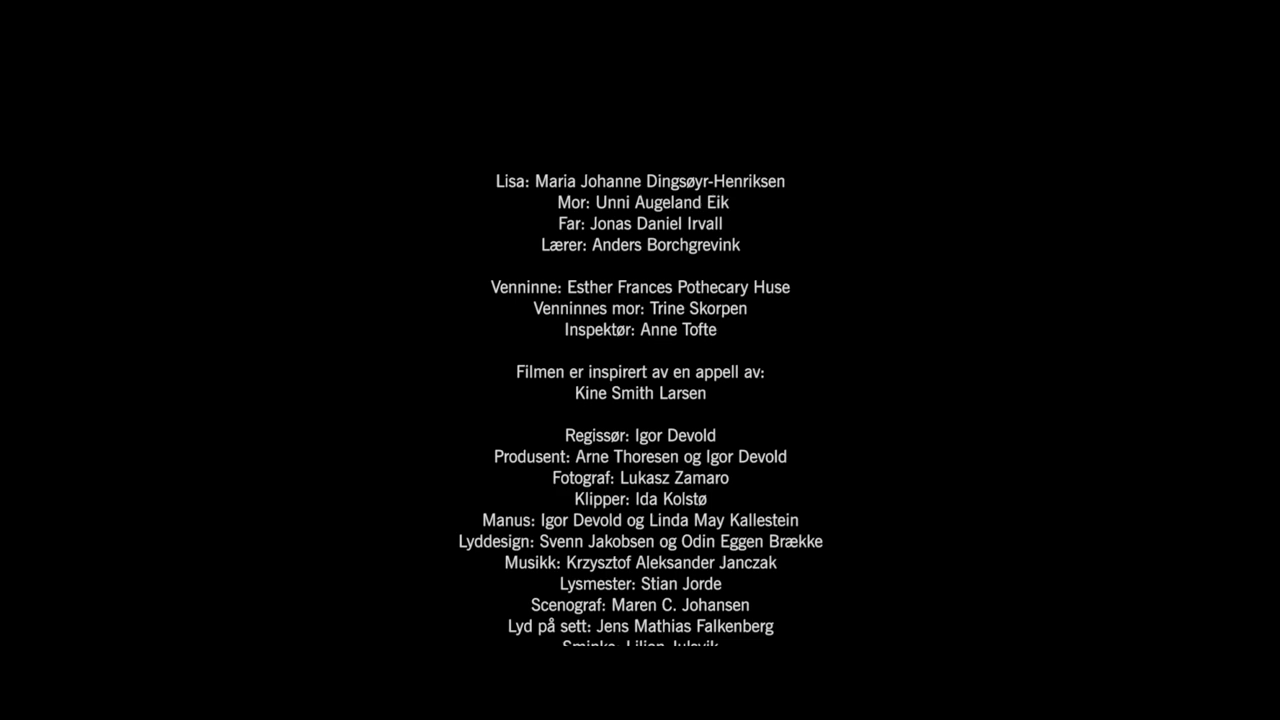 Lisa: Maria Johanne Dingsøyr-Henriksen
Mor: Unni Augeland Eik
Far: Jonas Daniel Irvall
Lærer: Anders Borchgrevink
Venninne: Esther Frances Pothecary Huse
Venninnes mor: Trine Skorpen
Inspektør: Anne Tofte
Filmen er inspirert av en appell av:
Kine Smith Larsen
Regissør: Igor Devold
Produsent: Arne Thoresen og Igor Devold
Fotograf: Lukasz Zamaro
Klipper: Ida Kolstø
Manus: Igor Devold og Linda May Kallestein
Lyddesign: Svenn Jakobsen og Odin Eggen Brække
Musikk: Krzysztof Aleksander Janczak
Lysmester: Stian Jorde
Scenograf: Maren C. Johansen
Lyd på sett: Jens Mathias Falkenberg